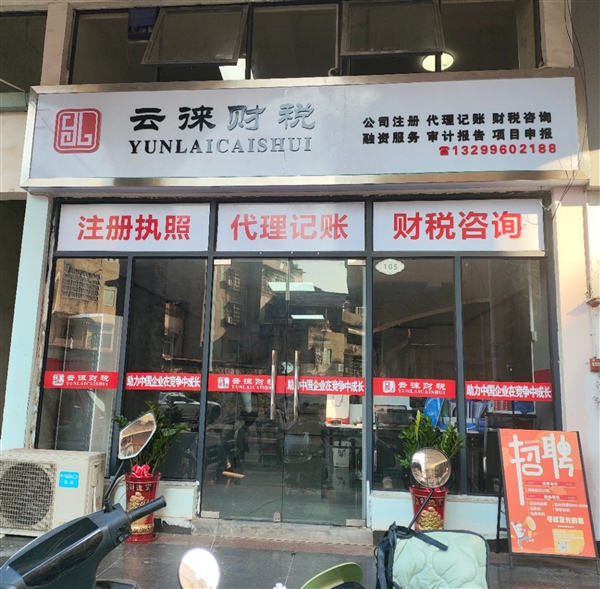 云徕财税
YUNLAICAISHUI
公司注册 代理记账 财税咨询
融资服务 审计报告 项目申报
☎13299602188
注册执照
代理记账
财税咨询
105
云徕财税
YUNLAICAISHUI
助力中国企业在竞争中成长
云徕财税
YUNLAICAISHUI
助力中国企业在竞争中成长
云徕财税
YUNLAICAISHUI
助力中国企业在竞争中成长
招聘